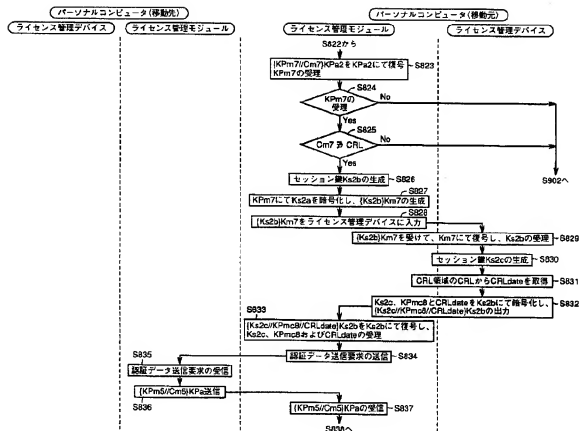 パーソナルコンピュータ(移動先)
パーソナルコンピュータ(移動元)
ライセンス管理デバイス
ライセンス管理モジュール
ライセンス管理モジュール
ライセンス管理デバイス
S822から
{KPm7//Cm7}KPa2をKPa2にて復号
KPm7の受理
S823
S824
KPm7の
受理
No
Yes
S825
Cm7 ∌ CRL
No
Yes
S902へ
セッション鍵Ks2bの生成
S826
S827
KPm7にてKs2aを暗号化し、{Ks2b}Km7の生成
S828
{Ks2b}Km7をライセンス管理デバイスに入力
{Ks2b}Km7を受けて、Km7にて復号し、Ks2bの受理
S829
セッション鍵Ks2cの生成
S830
CRL領域のCRLからCRLdateを取得
S831
Ks2c、KPmc8とCRLdateをKs2bにて暗号化し、
{Ks2c//KPmc8//CRLdate}Ks2bの出力
S832
S833
{Ks2c//KPmc8//CRLdate}Ks2bをKs2bにて復号し、
Ks2c、KPmc8およびCRLdateの受理
認証データ送信要求の送信
S834
S835
認証データ送信要求の受信
{KPm5//Cm5}KPa送信
S836
{KPm5//Cm5}KPaの受信
S837
S838へ